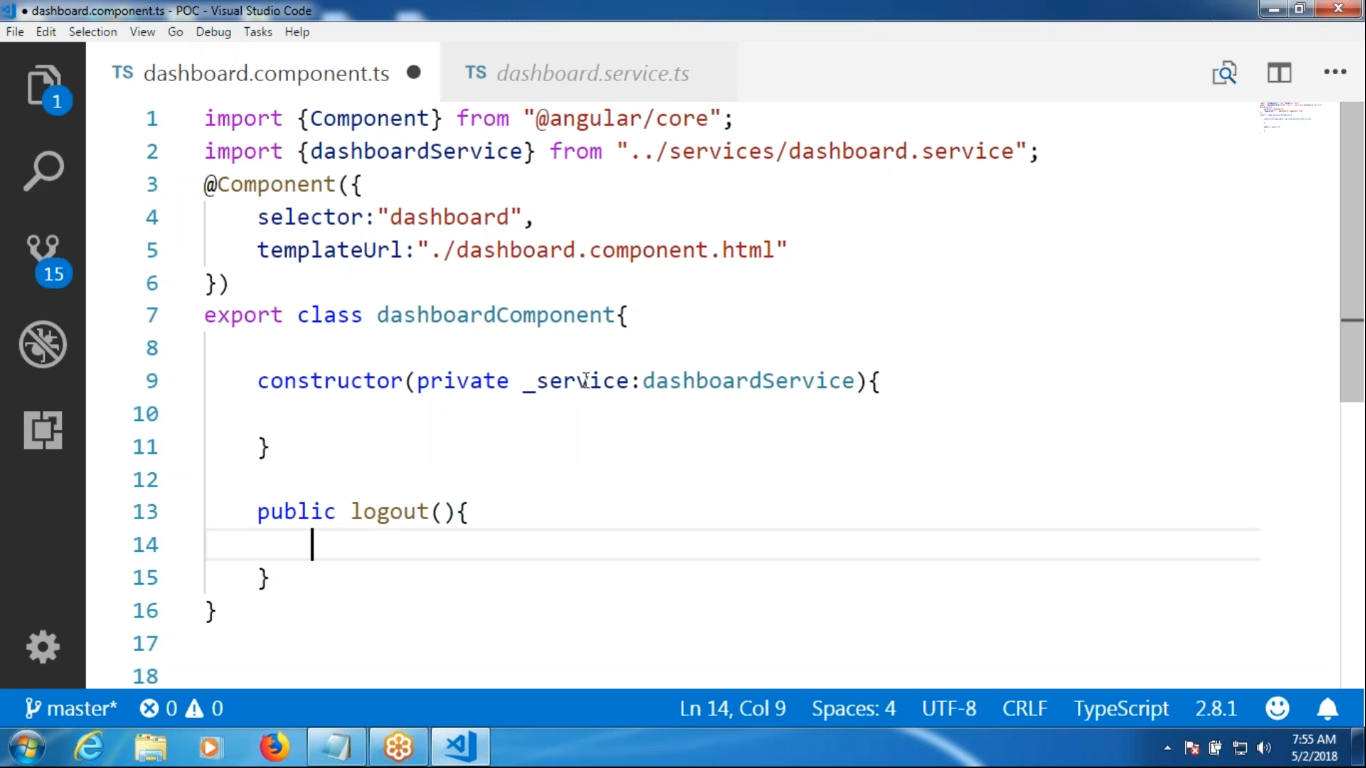 ● dashboard.component.ts - POC - Visual Studio Code
File Edit Selection View Go Debug Tasks Help
TS dashboard.component.ts ● TS dashboard.service.ts
1 import {Component} from "@angular/core";
2 import {dashboardService} from "../services/dashboard.service";
3 @Component({
4 selector:"dashboard",
5 templateUrl:"./dashboard.component.html"
6 })
7 export class dashboardComponent{
8
9 constructor(private _service:dashboardService){
10
11 }
12
13 public logout(){
14
15 }
16 }
17
18
1
15
master* 0 0 Ln 14, Col 9 Spaces: 4 UTF-8 CRLF TypeScript 2.8.1
7:55 AM
5/2/2018